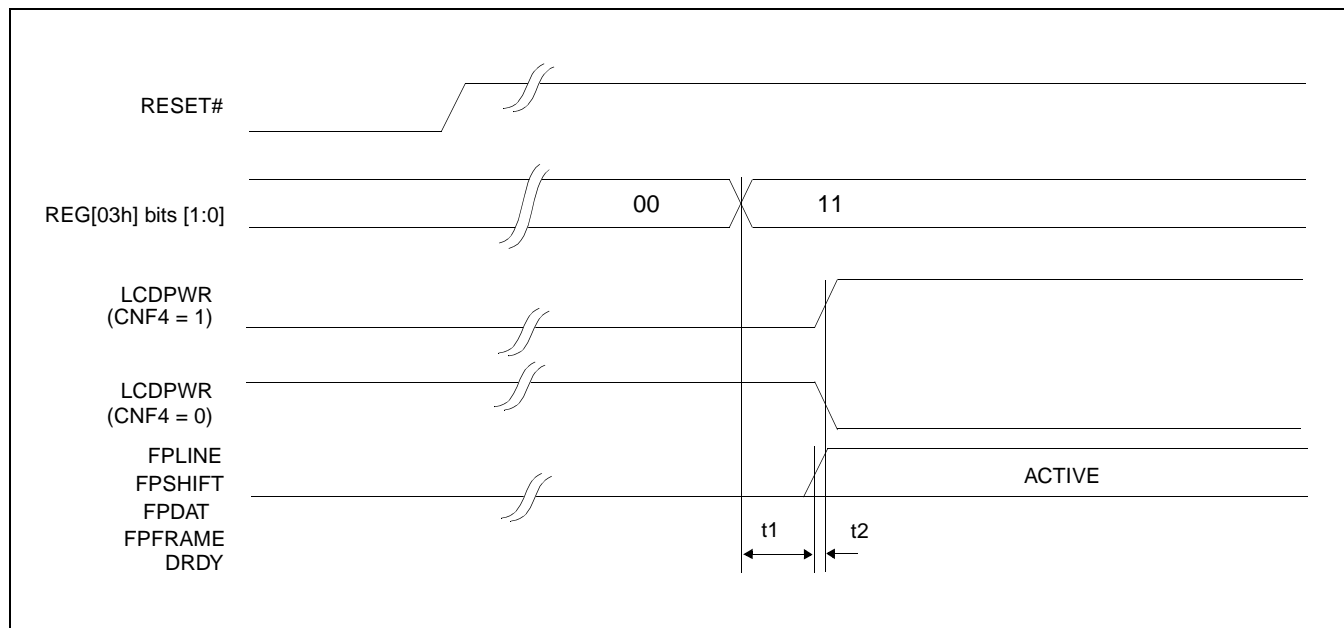 RESET#
REG[03h] bits [1:0]
00
11
LCDPWR
(CNF4 = 1)
LCDPWR
(CNF4 = 0)
FPLINE
FPSHIFT
FPDAT
FPFRAME
DRDY
ACTIVE
t1
t2